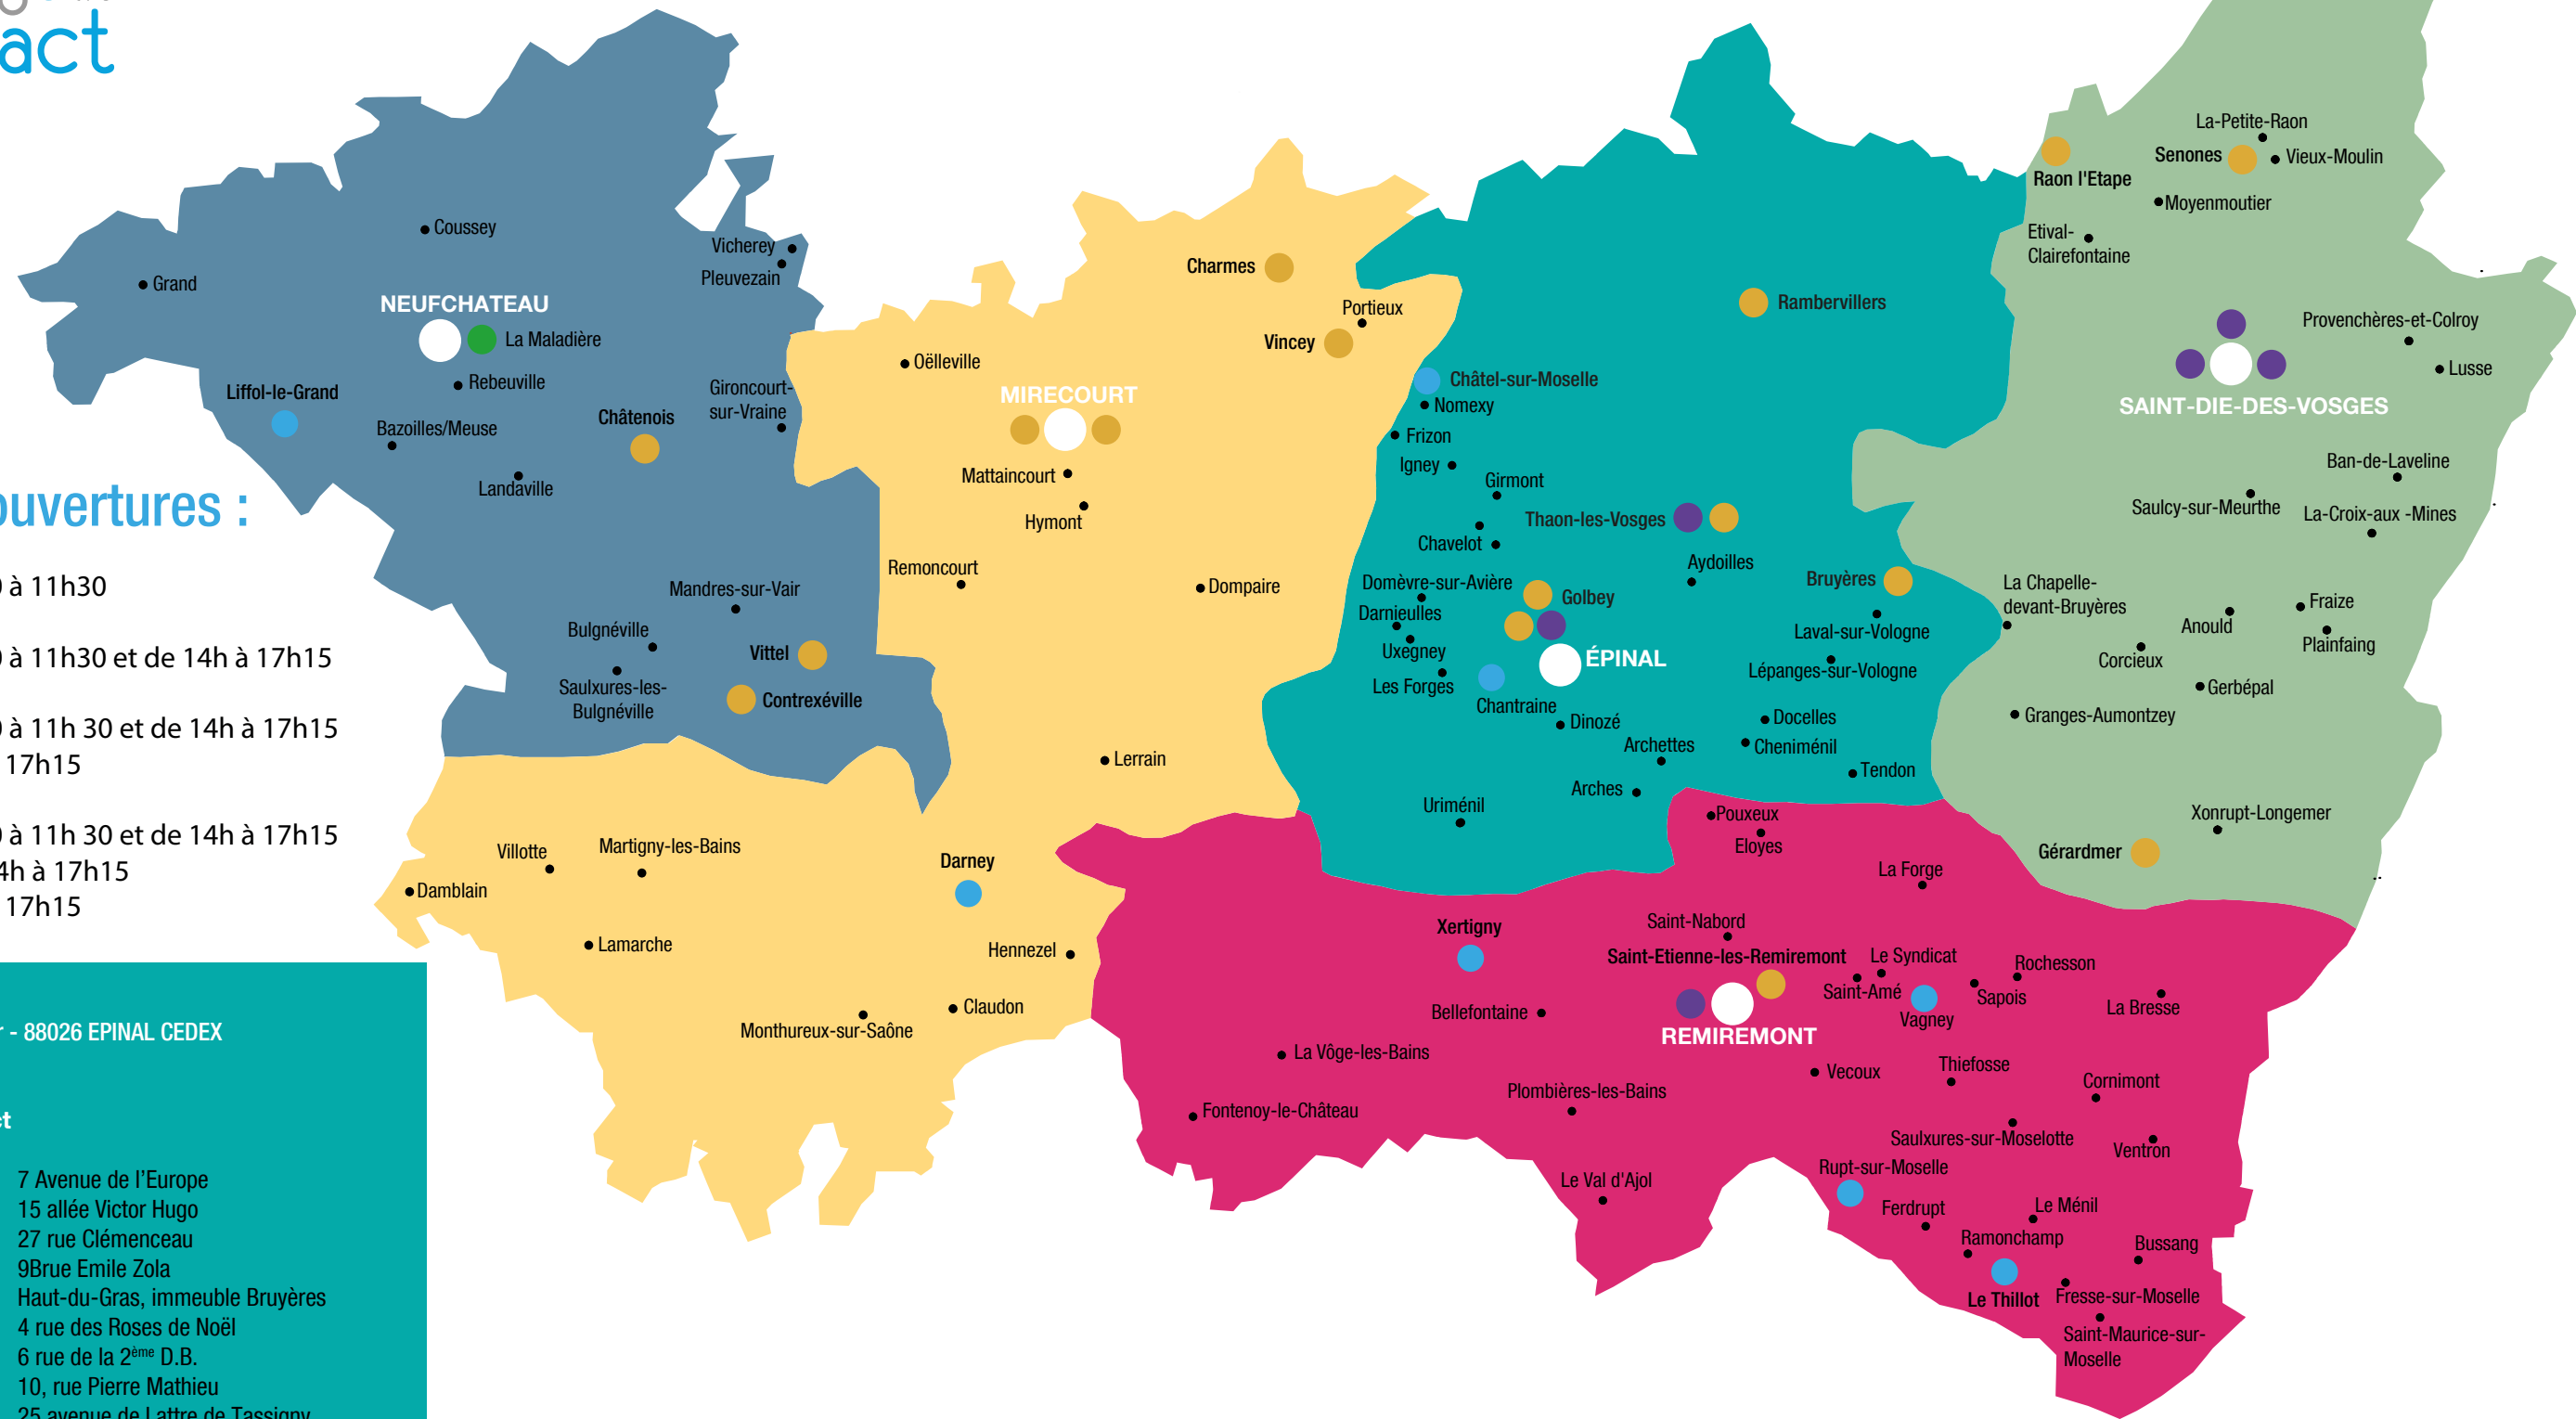 act
ouvertures :
à 11h30
à 11h30 et de 14h à 17h15
à 11h 30 et de 14h à 17h15
17h15
à 11h 30 et de 14h à 17h15
4h à 17h15
17h15
- 88026 EPINAL CEDEX
ct
7 Avenue de l'Europe
15 allée Victor Hugo
27 rue Clémenceau
9Brue Emile Zola
Haut-du-Gras, immeuble Bruyères
4 rue des Roses de Noël
6 rue de la 2ème D.B.
10, rue Pierre Mathieu
25 avenue de Lattre de Tassigny
Coussey
Grand
Vicherey
Pleuvezain
NEUFCHATEAU
La Maladière
Rebeuville
Liffol-le-Grand
Bazoilles/Meuse
Landaville
Châtenois
Gironcourt-
sur-Vraine
Mandres-sur-Vair
Bulgnéville
Saulxures-les-
Bulgnéville
Vittel
Contrexéville
Charmes
Portieux
Vincey
Oëlleville
MIRECOURT
Mattaincourt
Hymont
Remoncourt
Dompaire
Lerrain
Villotte
Martigny-les-Bains
Damblain
Lamarche
Darney
Hennezel
Claudon
Monthureux-sur-Saône
Rambervillers
Châtel-sur-Moselle
Nomexy
Frizon
Igney
Girmont
Thaon-les-Vosges
Chavelot
Aydoilles
Domèvre-sur-Avière
Golbey
Darnieulles
Uxegney
Les Forges
ÉPINAL
Chantraine
Dinozé
Bruyères
Laval-sur-Vologne
Lépanges-sur-Vologne
Docelles
Cheniménil
Archettes
Tendon
Arches
Uriménil
La-Petite-Raon
Senones
Vieux-Moulin
Raon l'Etape
Moyenmoutier
Etival-
Clairefontaine
Provenchères-et-Colroy
Lusse
SAINT-DIE-DES-VOSGES
Ban-de-Laveline
Saulcy-sur-Meurthe
La-Croix-aux -Mines
La Chapelle-
devant-Bruyères
Fraize
Anould
Plainfaing
Corcieux
Gerbépal
Granges-Aumontzey
Xonrupt-Longemer
Gérardmer
Pouxeux
Eloyes
La Forge
Xertigny
Saint-Nabord
Saint-Etienne-les-Remiremont
Le Syndicat
Rochesson
Saint-Amé
Sapois
Vagney
La Bresse
Bellefontaine
REMIREMONT
La Vôge-les-Bains
Vecoux
Thiefosse
Cornimont
Fontenoy-le-Château
Plombières-les-Bains
Saulxures-sur-Moselotte
Ventron
Le Val d'Ajol
Rupt-sur-Moselle
Ferdrupt
Le Ménil
Ramonchamp
Bussang
Le Thillot
Fresse-sur-Moselle
Saint-Maurice-sur-
Moselle